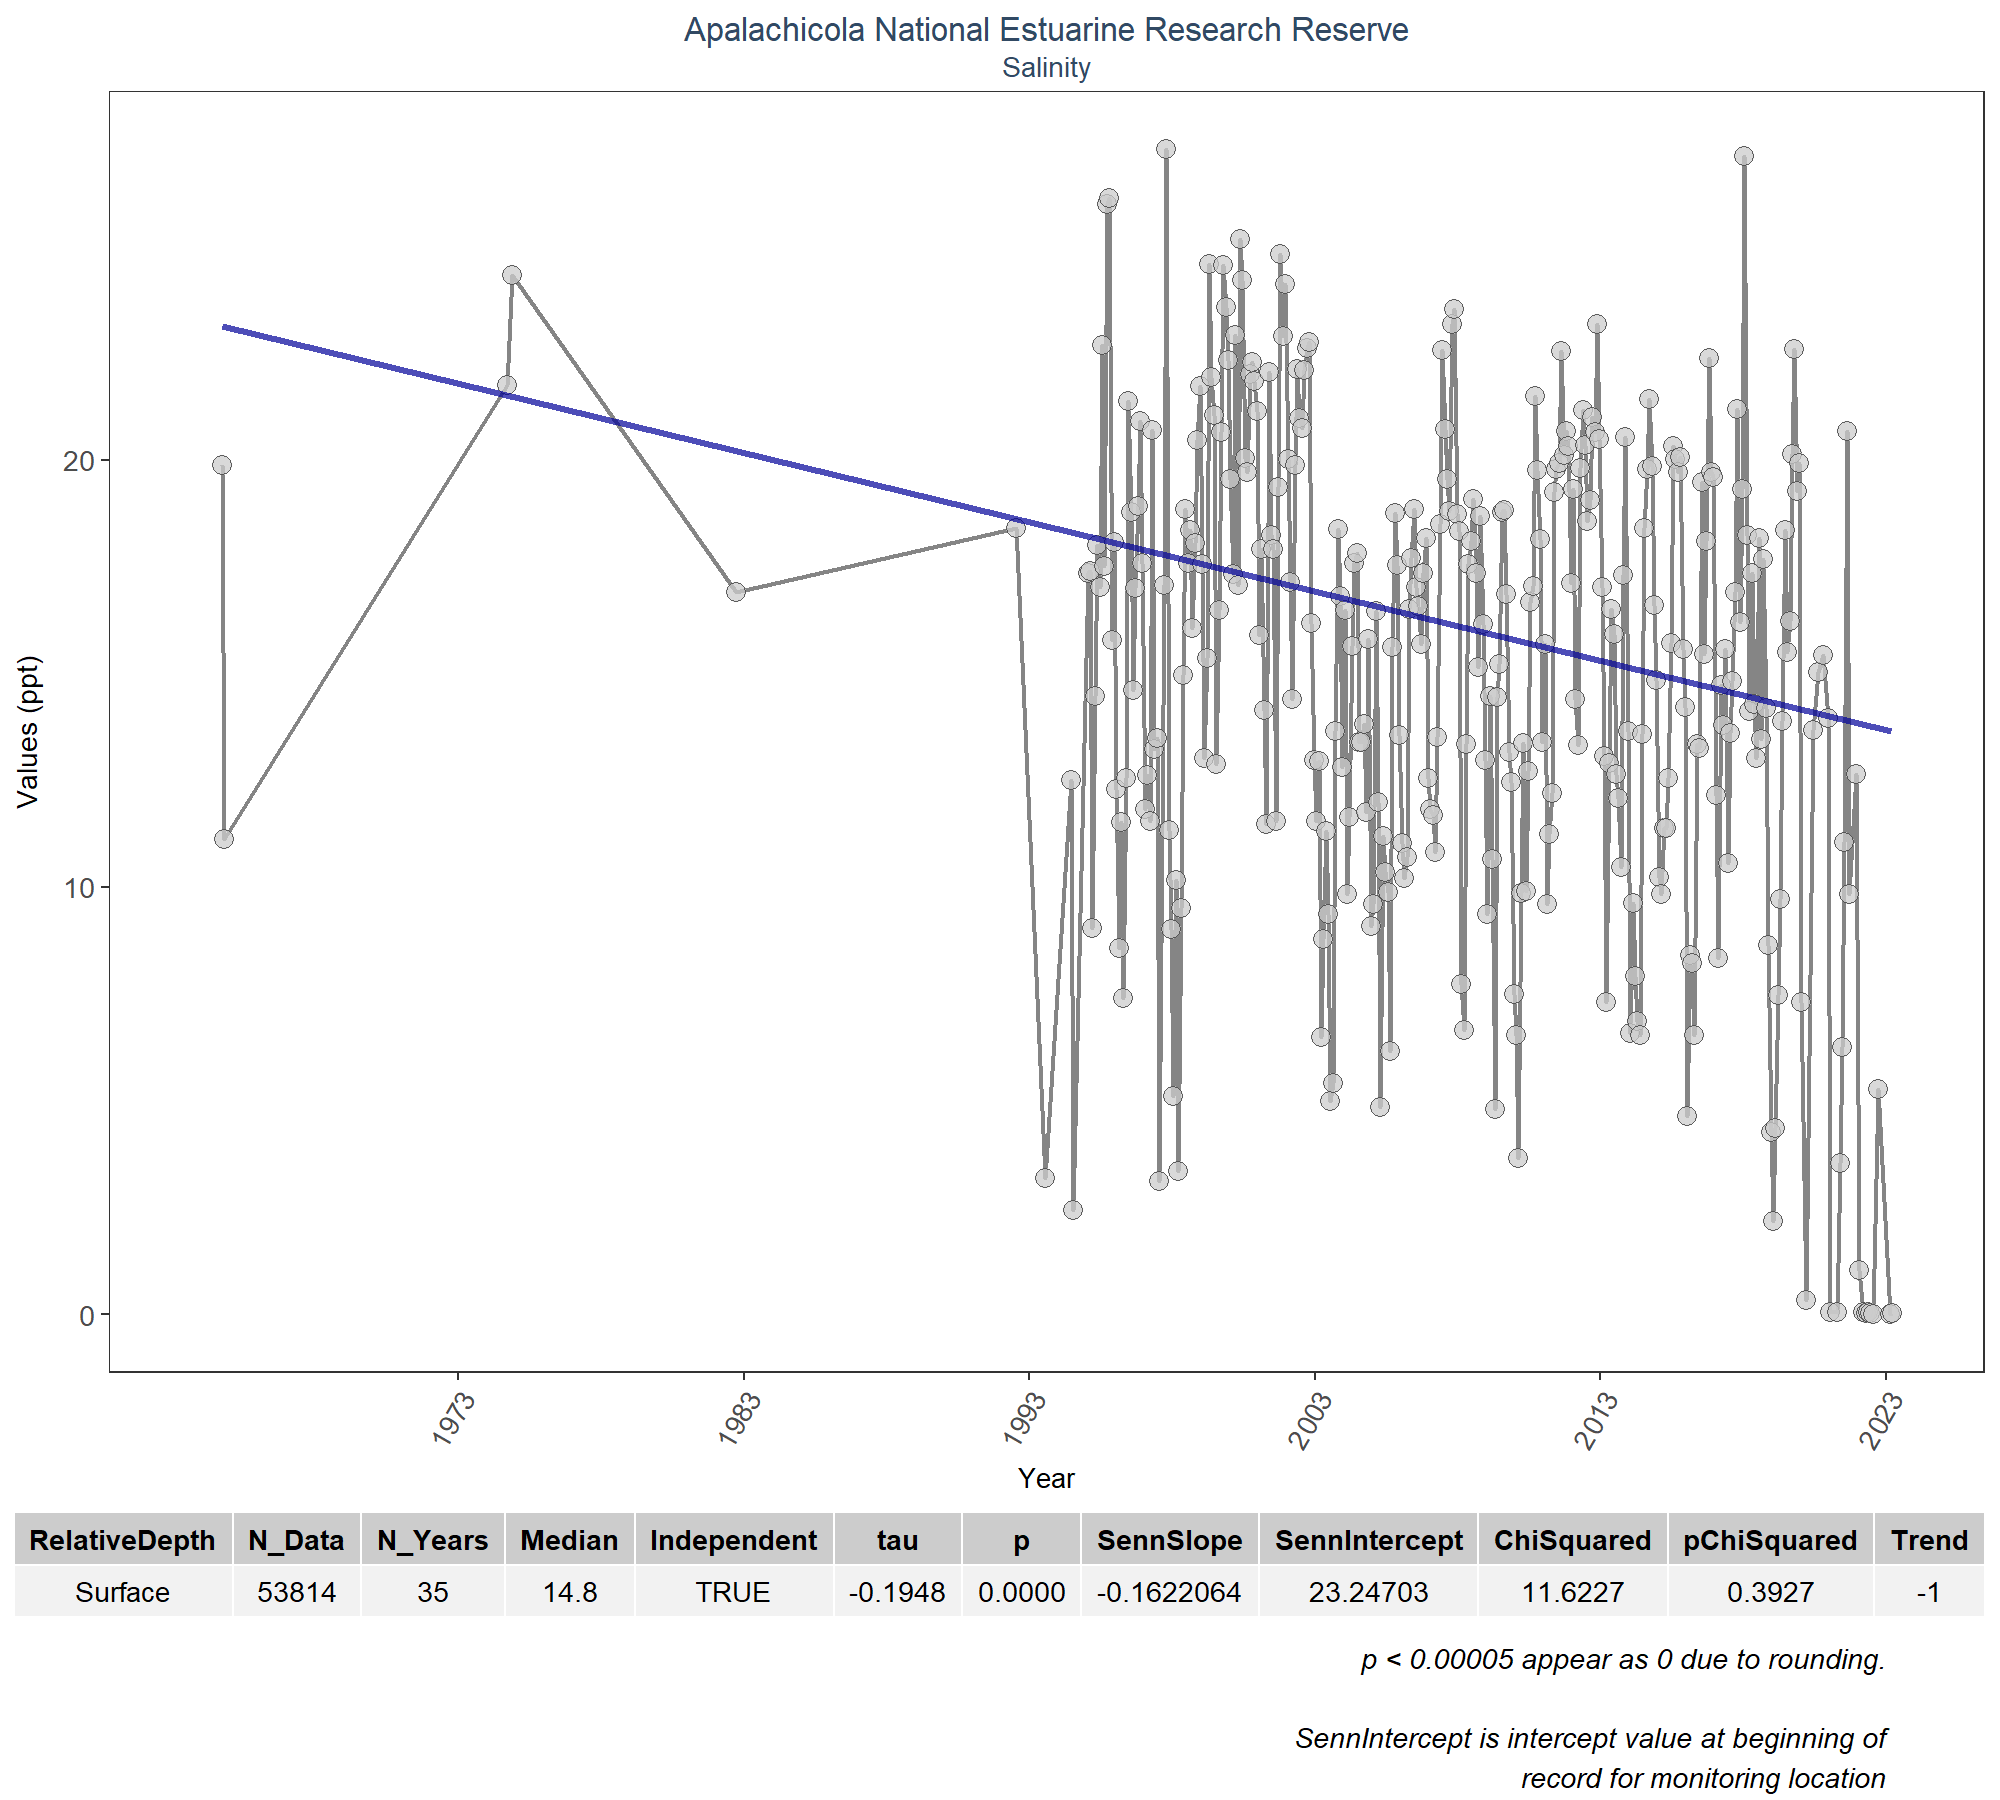 Apalachicola National Estuarine Research Reserve
Salinity
Values (ppt)
20
10
0
1973
1983
1993
2003
2013
2023
Year
RelativeDepth N_Data N_Years Median Independent tau p SennSlope SennIntercept ChiSquared pChiSquared Trend
Surface 53814 35 14.8 TRUE -0.1948 0.0000 -0.1622064 23.24703 11.6227 0.3927 -1
p < 0.00005 appear as 0 due to rounding.
SennIntercept is intercept value at beginning of
record for monitoring location